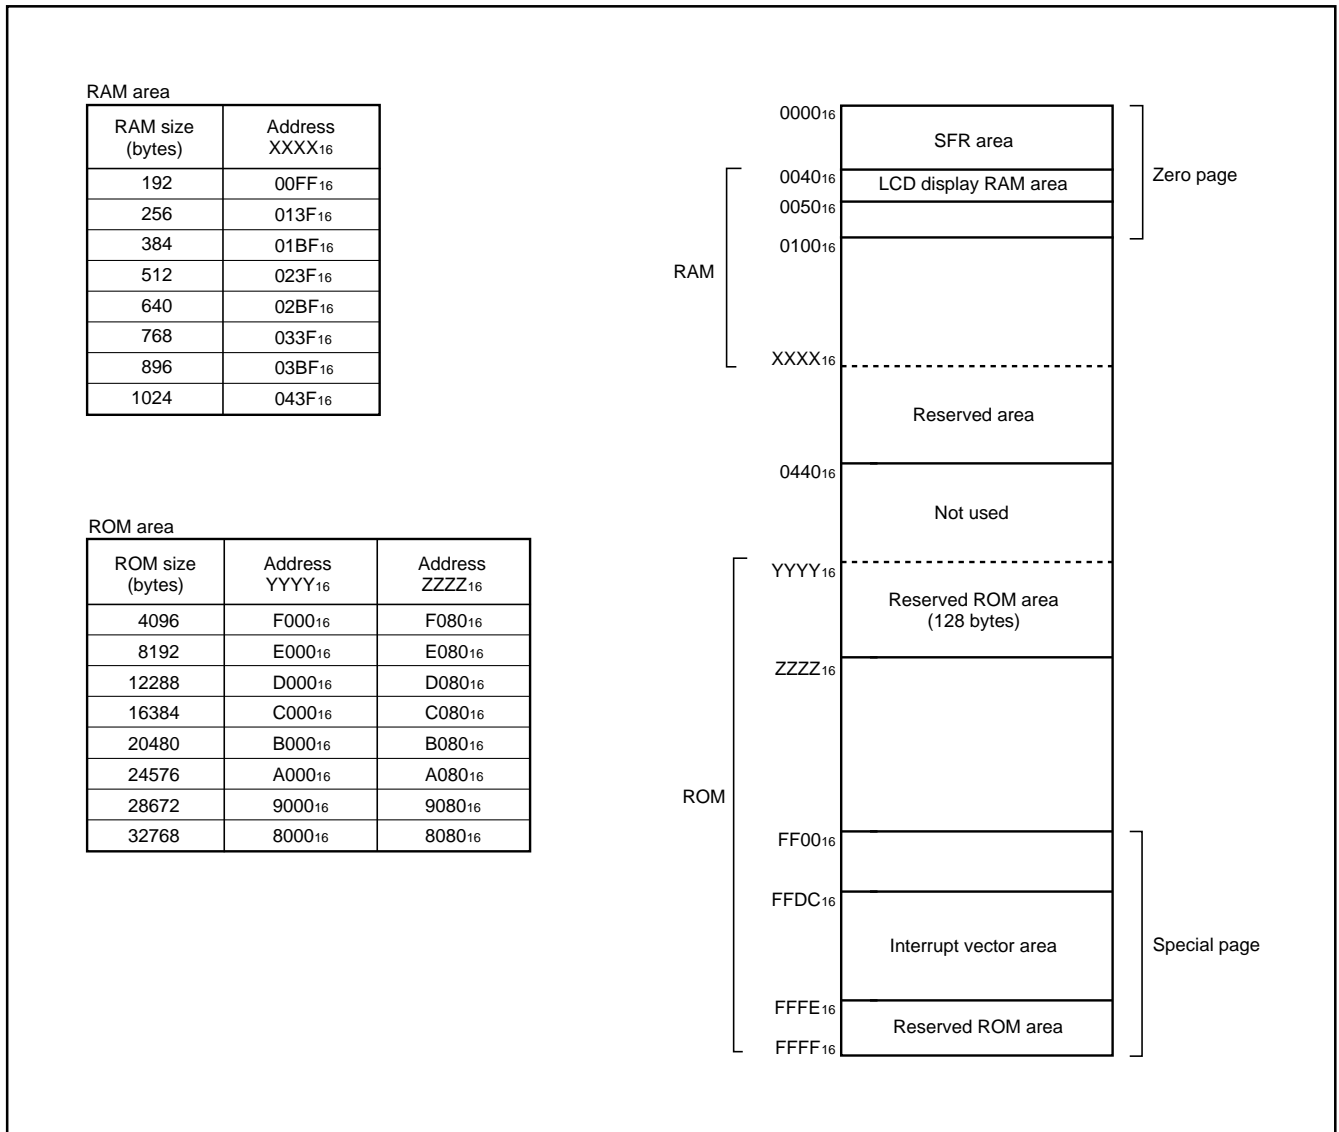 RAM area
RAM size
(bytes)
Address
XXXX16
192 00FF16
256 013F16
384 01BF16
512 023F16
640 02BF16
768 033F16
896 03BF16
1024 043F16
ROM area
ROM size
(bytes)
Address
YYYY16
Address
ZZZZ16
4096 F00016 F08016
8192 E00016 E08016
12288 D00016 D08016
16384 C00016 C08016
20480 B00016 B08016
24576 A00016 A08016
28672 900016 908016
32768 800016 808016
000016
SFR area
004016
LCD display RAM area
Zero page
005016
010016
RAM
XXXX16
Reserved area
044016
Not used
YYYY16
Reserved ROM area
(128 bytes)
ZZZZ16
ROM
FF0016
FFDC16
Interrupt vector area
Special page
FFFE16
Reserved ROM area
FFFF16